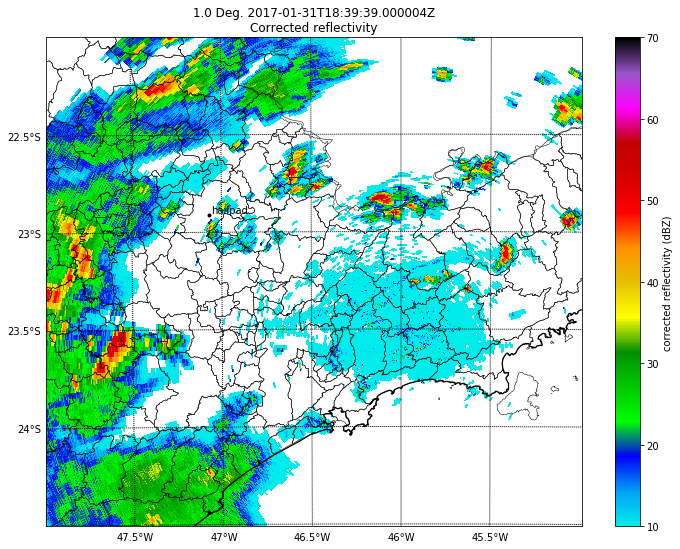 1.0 Deg. 2017-01-31T18:39:39.000004Z
Corrected reflectivity
22.5°S
23°S
23.5°S
24°S
47.5°W
47°W
46.5°W
46°W
45.5°W
70
60
50
40
30
20
10
corrected reflectivity (dBZ)